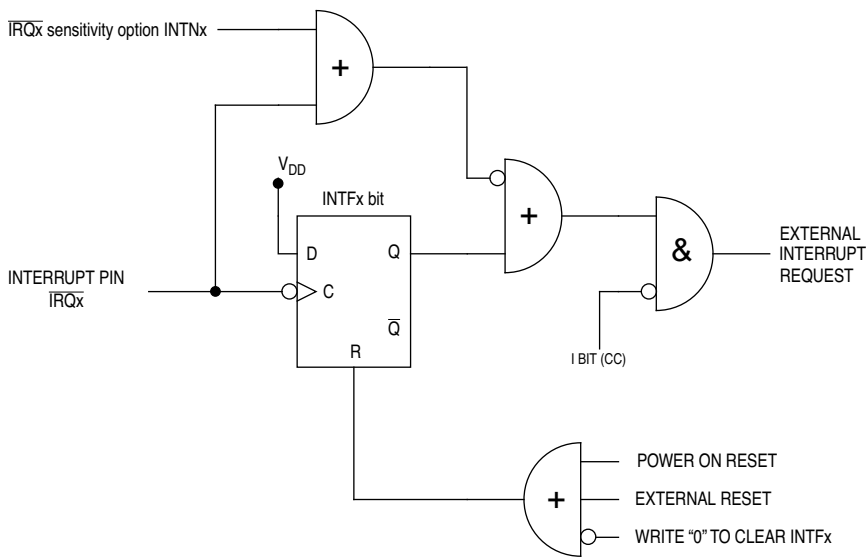 IRQx sensitivity option INTNx
+
VDD
INTFx bit
D
Q
C
Q
R
INTERRUPT PIN
IRQx
+
&
EXTERNAL
INTERRUPT
REQUEST
I BIT (CC)
+
POWER ON RESET
EXTERNAL RESET
WRITE “0” TO CLEAR INTFx